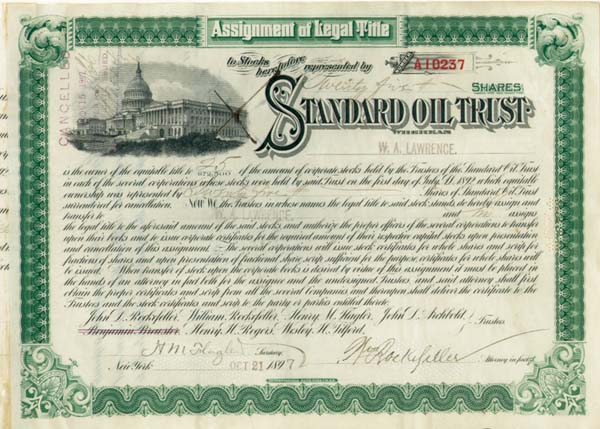 Assignment of Legal Title
CANCELLED
to Stocks
heretofore represented by
A10237
Twenty five
SHARES
STANDARD OIL TRUST
WHEREAS
W. A. LAWRENCE.
is the owner of the equitable title to 25/972,500 of the amount of corporate stocks held by the Trustees of the Standard Oil Trust
in each of the several corporations whose stocks were held by said Trust on the first day of July A.D. 1892 which equitable
ownership was represented by Shares of Standard Oil Trust
surrendered for cancellation. Now We, the Trustees in whose names the legal title to said stock stands, do hereby assign and
transfer to W. A. LAWRENCE. and his assigns
the legal title to the aforesaid amount of the said stocks, and authorize the proper officers of the several corporations to transfer
upon their books and to issue corporate certificates for the required amount of their respective capital stocks upon presentation
and cancellation of this assignment. The several corporations will issue stock certificates for whole shares and scrip for
fractions of shares and upon presentation of fractional share scrip sufficient for the purpose certificates for whole shares will
be issued. When transfer of stock upon the corporate books is desired by virtue of this assignment it must be placed in
the hands of an attorney in fact both for the assignee and the undersigned Trustees, and said attorney shall first
obtain the proper certificates and scrip from all the several companies and thereupon shall deliver the certificate to the
Trustees and the stock certificates and scrip to the party or parties entitled thereto.
John D. Rockefeller, William Rockefeller, Henry M. Flagler, John D. Archbold,
Benjamin Brewster, Henry H. Rogers, Wesley H. Tilford, Trustees
H M Flagler Secretary
Wm Rockefeller Attorney in fact
New York OCT 21 1897